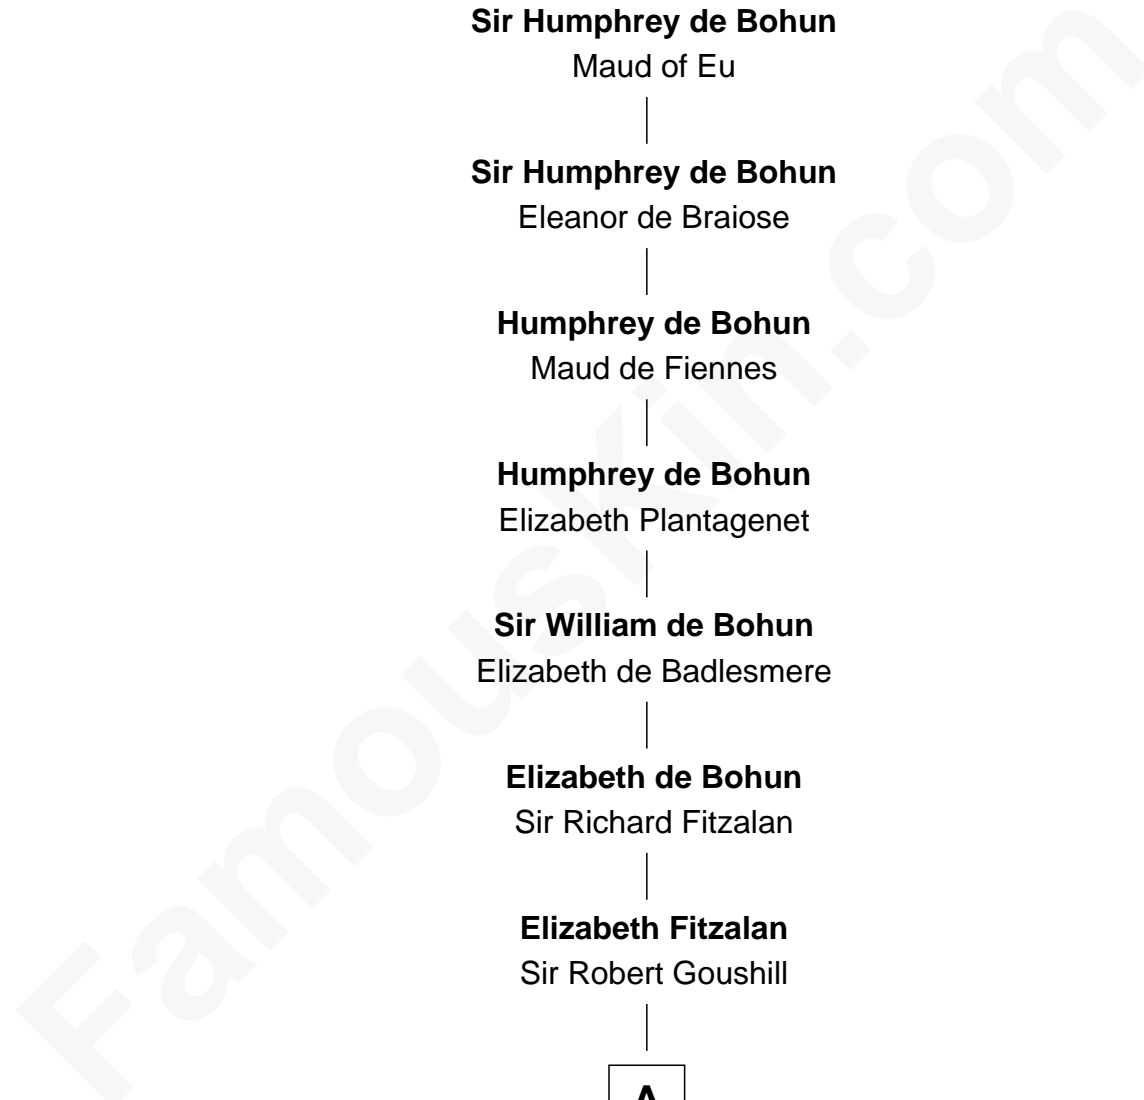 Sir Humphrey de Bohun
Maud of Eu
Sir Humphrey de Bohun
Eleanor de Braiose
Humphrey de Bohun
Maud de Fiennes
Humphrey de Bohun
Elizabeth Plantagenet
Sir William de Bohun
Elizabeth de Badlesmere
Elizabeth de Bohun
Sir Richard Fitzalan
Elizabeth Fitzalan
Sir Robert Goushill
A
FamousKin.com